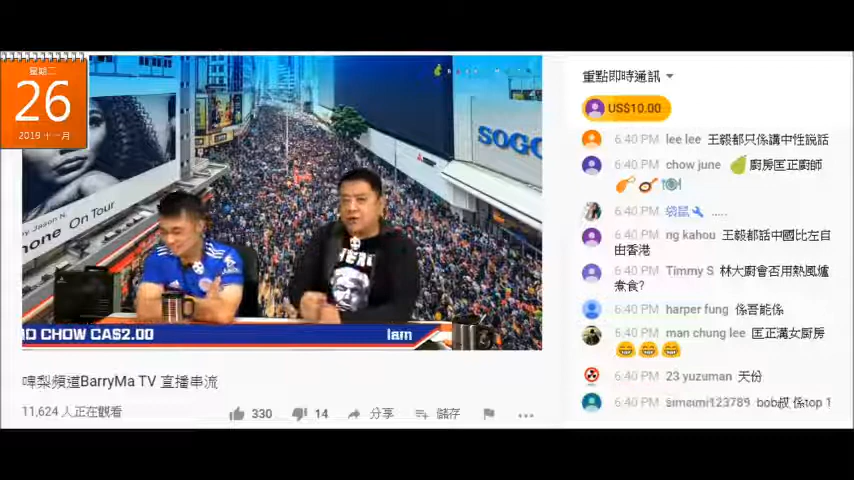 星期二
26
2019 十一月
y Jason N.
one On Tour
SOGO
AD CHOW CA$2.00
Iam
啤梨頻道BarryMa TV 直播串流
11,624 人正在觀看
330
14
分享
儲存
重點即時通訊
US$10.00
6:40 PM lee lee 王毅都只係講中性說話
6:40 PM chow june 🍐廚房匡正廚師
🍗🍳🍽
6:40 PM 袋鼠🔧 .....
6:40 PM ng kahou 王毅都話中國比左自
由香港
6:40 PM Timmy S 林大廚會否用熱風爐
煮食?
6:40 PM harper fung 係吾能係
6:40 PM man chung lee 匡正溝女廚房
😂😂😂
6:40 PM 23 yuzuman 天份
6:40 PM simaumi123789 bob叔 係top 1